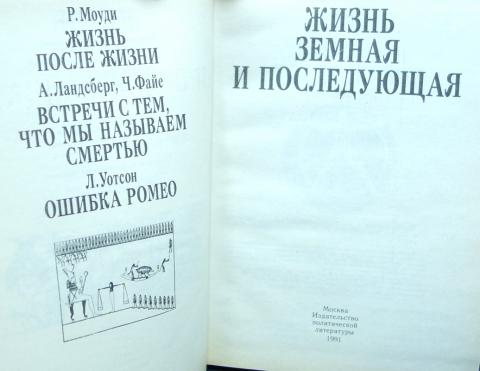 Р. Моуди
ЖИЗНЬ
ПОСЛЕ ЖИЗНИ
А. Ландсберг, Ч. Файе
ВСТРЕЧИ С ТЕМ,
ЧТО МЫ НАЗЫВАЕМ
СМЕРТЬЮ
Л. Уотсон
ОШИБКА РОМЕО
ЖИЗНЬ
ЗЕМНАЯ
И ПОСЛЕДУЮЩАЯ
Москва
Издательство
политической
литературы
1991